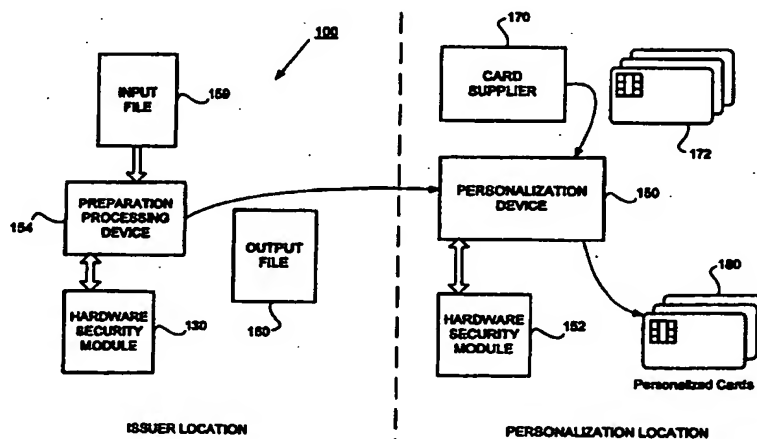 100
INPUT
FILE
159
170
CARD
SUPPLIER
172
PREPARATION
PROCESSING
DEVICE
154
PERSONALIZATION
DEVICE
150
OUTPUT
FILE
160
HARDWARE
SECURITY
MODULE
130
HARDWARE
SECURITY
MODULE
152
180
Personalized Cards
ISSUER LOCATION
PERSONALIZATION LOCATION